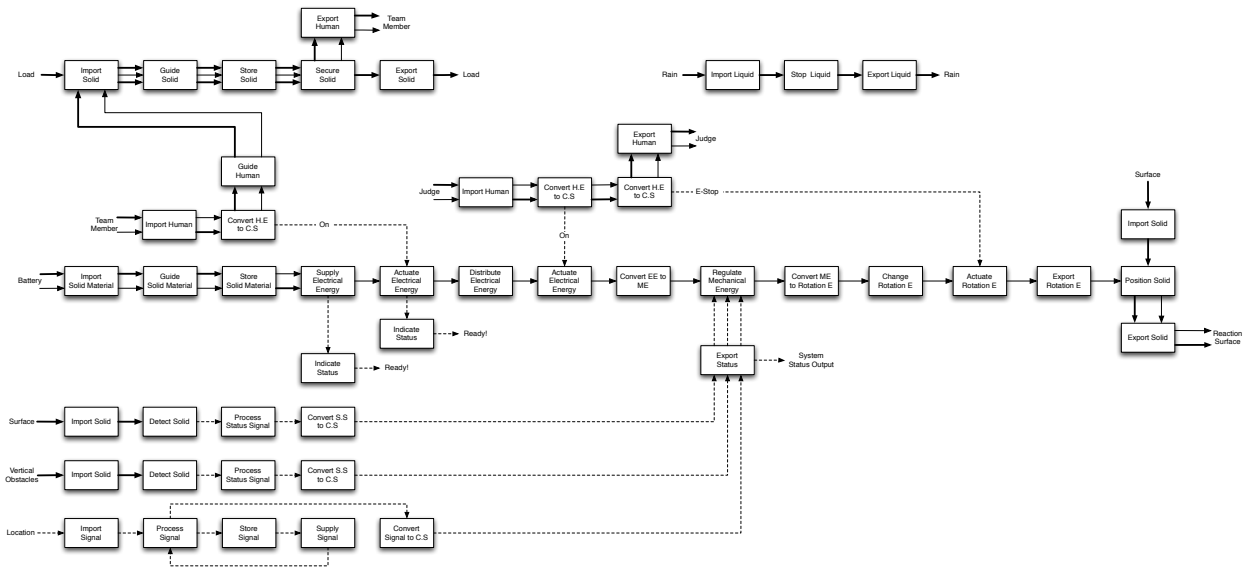 Export
Human
Team
Member
Load
Import
Solid
Guide
Solid
Store
Solid
Secure
Solid
Export
Solid
Load
Rain
Import Liquid
Stop Liquid
Export Liquid
Rain
Guide
Human
Export
Human
Judge
Judge
Import Human
Convert H.E
to C.S
Convert H.E
to C.S
E-Stop
Surface
Import Solid
Team
Member
Import Human
Convert H.E
to C.S
On
On
Battery
Import
Solid Material
Guide
Solid Material
Store
Solid Material
Supply
Electrical
Energy
Actuate
Electrical
Energy
Distribute
Electrical
Energy
Actuate
Electrical
Energy
Convert EE to
ME
Regulate
Mechanical
Energy
Convert ME
to Rotation E
Change
Rotation E
Actuate
Rotation E
Export
Rotation E
Position Solid
Indicate
Status
Ready!
Export Solid
Reaction
Surface
Indicate
Status
Ready!
Export
Status
System
Status Output
Surface
Import Solid
Detect Solid
Process
Status Signal
Convert S.S
to C.S
Vertical
Obstacles
Import Solid
Detect Solid
Process
Status Signal
Convert S.S
to C.S
Location
Import
Signal
Process
Signal
Store
Signal
Supply
Signal
Convert
Signal to C.S